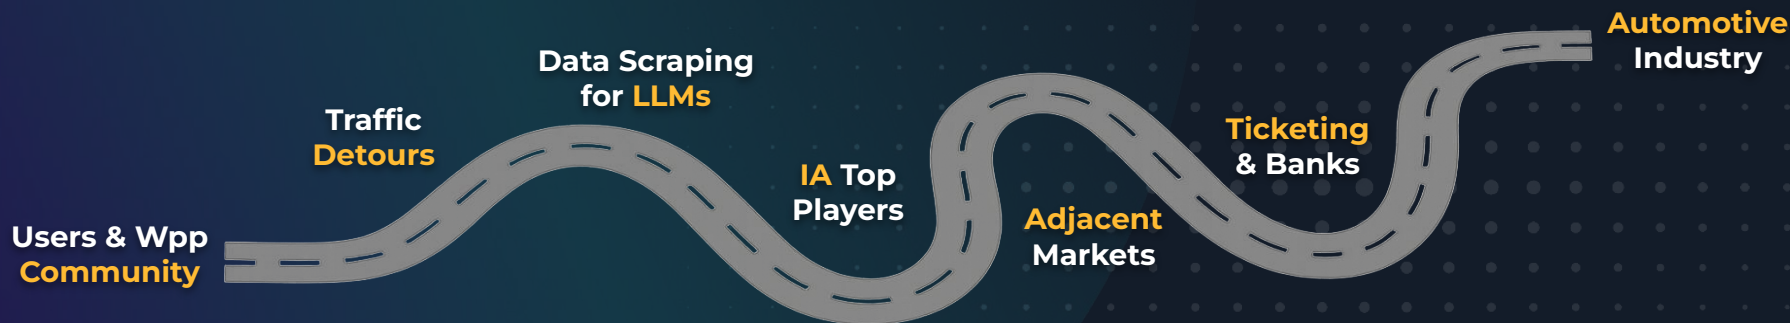 Users & Wpp
Community
Traffic
Detours
Data Scraping
for LLMs
IA Top
Players
Adjacent
Markets
Ticketing
& Banks
Automotive
Industry